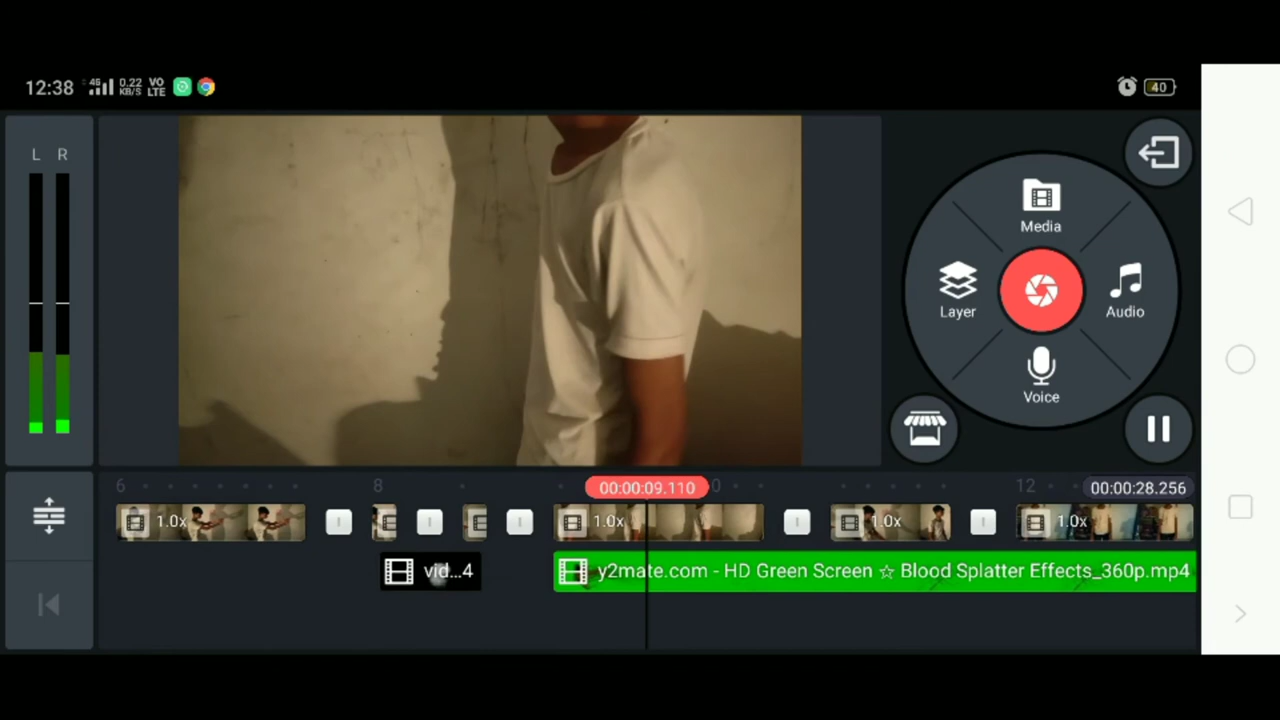 12:38 4G 0.22 KB/S VO LTE 40
L R
Media
Layer
Audio
Voice
6 8 00:00:09.110 0 12 00:00:28.256
1.0x 1.0x 1.0x 1.0x
vid...4 y2mate.com - HD Green Screen ☆ Blood Splatter Effects_360p.mp4